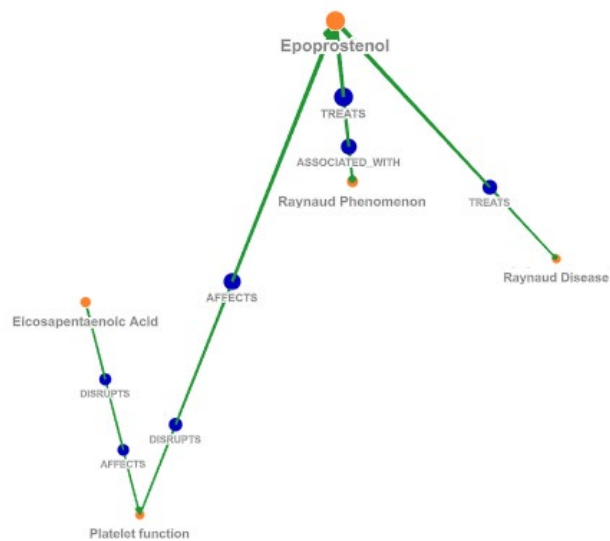 Epoprostenol
TREATS
ASSOCIATED_WITH
Raynaud Phenomenon
TREATS
Raynaud Disease
AFFECTS
Eicosapentaenoic Acid
DISRUPTS
DISRUPTS
AFFECTS
Platelet function